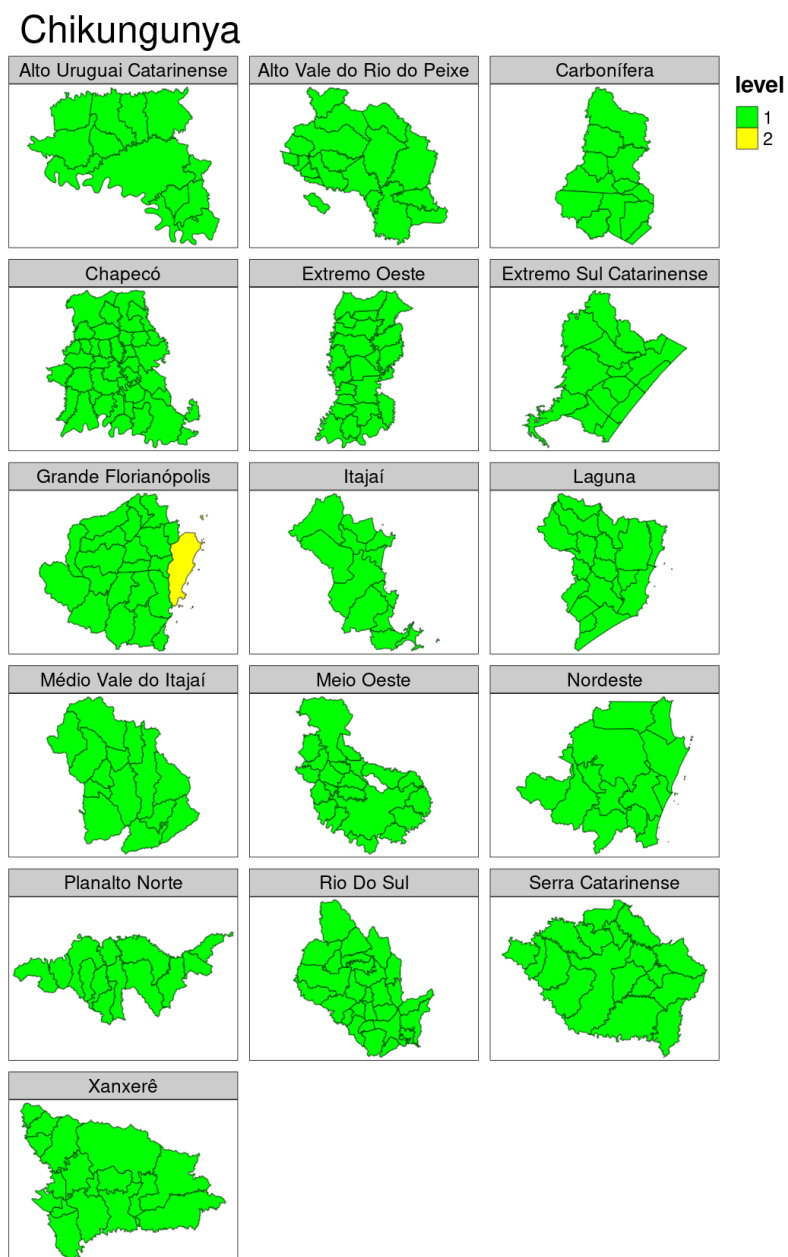 Chikungunya
Alto Uruguai Catarinense
Alto Vale do Rio do Peixe
Carbonífera
level
1
2
Chapecó
Extremo Oeste
Extremo Sul Catarinense
Grande Florianópolis
Itajaí
Laguna
Médio Vale do Itajaí
Meio Oeste
Nordeste
Planalto Norte
Rio Do Sul
Serra Catarinense
Xanxerê